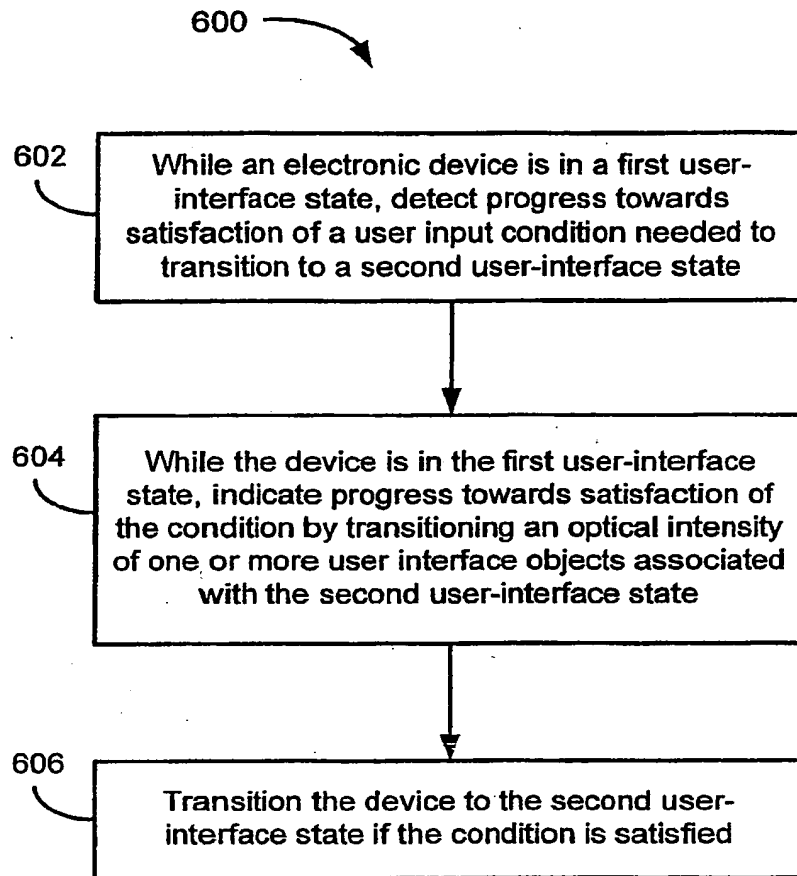 600
602
While an electronic device is in a first user-
interface state, detect progress towards
satisfaction of a user input condition needed to
transition to a second user-interface state
604
While the device is in the first user-interface
state, indicate progress towards satisfaction of
the condition by transitioning an optical intensity
of one or more user interface objects associated
with the second user-interface state
606
Transition the device to the second user-
interface state if the condition is satisfied